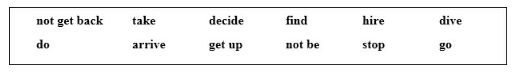 not get back take decide find hire dive
do arrive get up not be stop go